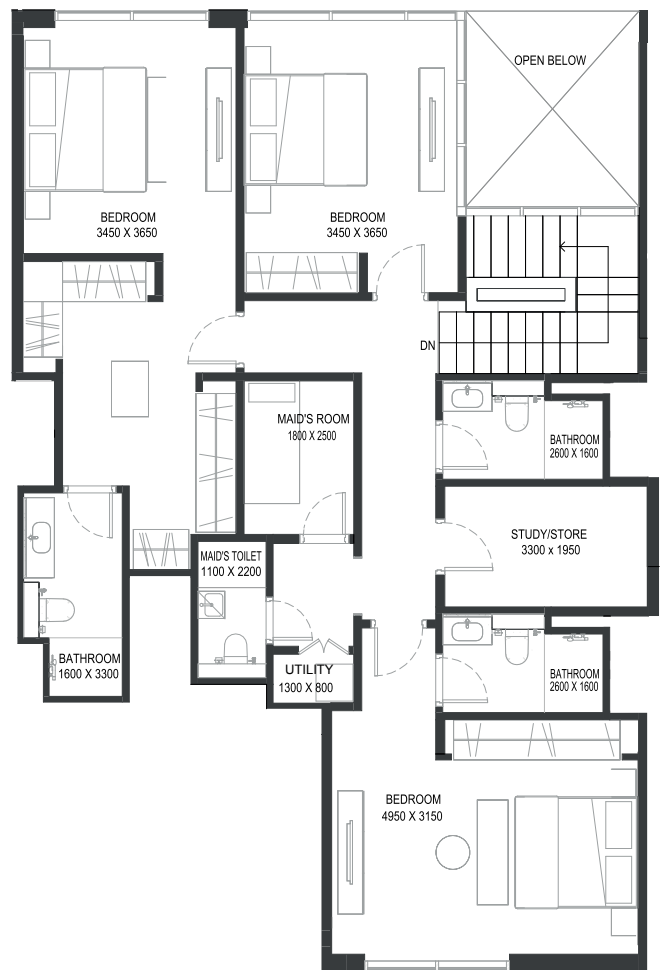 OPEN BELOW
BEDROOM
3450 X 3650
BEDROOM
3450 X 3650
DN
MAID'S ROOM
1800 X 2500
BATHROOM
2600 X 1600
STUDY/STORE
3300 x 1950
MAID'S TOILET
1100 X 2200
BATHROOM
1600 X 3300
UTILITY
1300 X 800
BATHROOM
2600 X 1600
BEDROOM
4950 X 3150